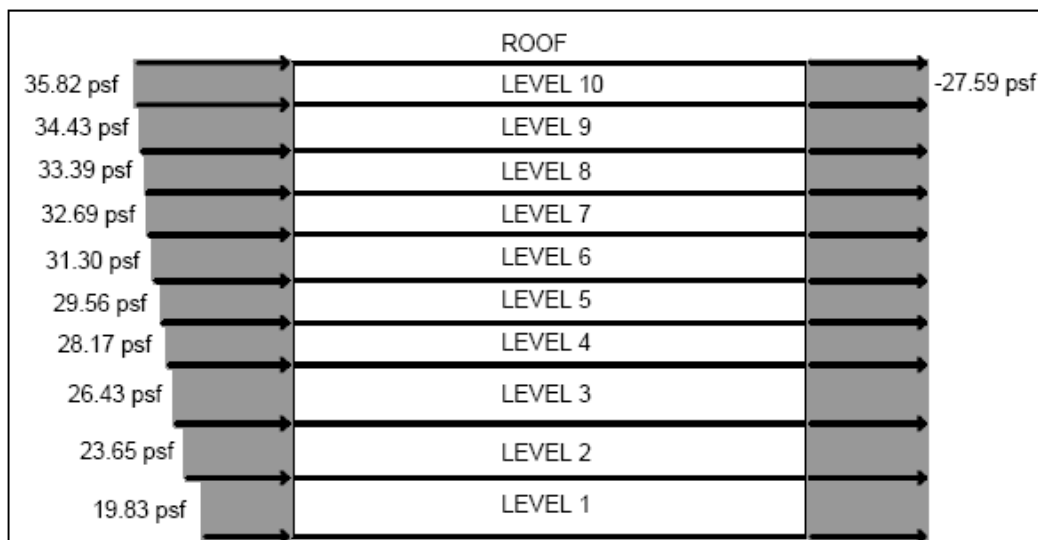 ROOF
35.82 psf LEVEL 10 -27.59 psf
34.43 psf LEVEL 9
33.39 psf LEVEL 8
32.69 psf LEVEL 7
31.30 psf LEVEL 6
29.56 psf LEVEL 5
28.17 psf LEVEL 4
26.43 psf LEVEL 3
23.65 psf LEVEL 2
19.83 psf LEVEL 1